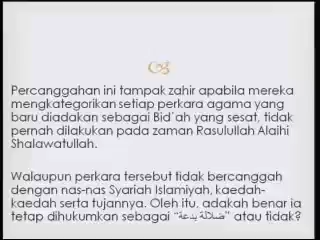 Percanggahan ini tampak zahir apabila mereka
mengkategorikan setiap perkara agama yang
baru diadakan sebagai Bid´ah yang sesat, tidak
pernah dilakukan pada zaman Rasulullah Alaihi
Shalawatullah.
Walaupun perkara tersebut tidak bercanggah
dengan nas-nas Syariah Islamiyah, kaedah-
kaedah serta tujannya. Oleh itu, adakah benar ia
tetap dihukumkan sebagai “ضلالة بدعة” atau tidak?